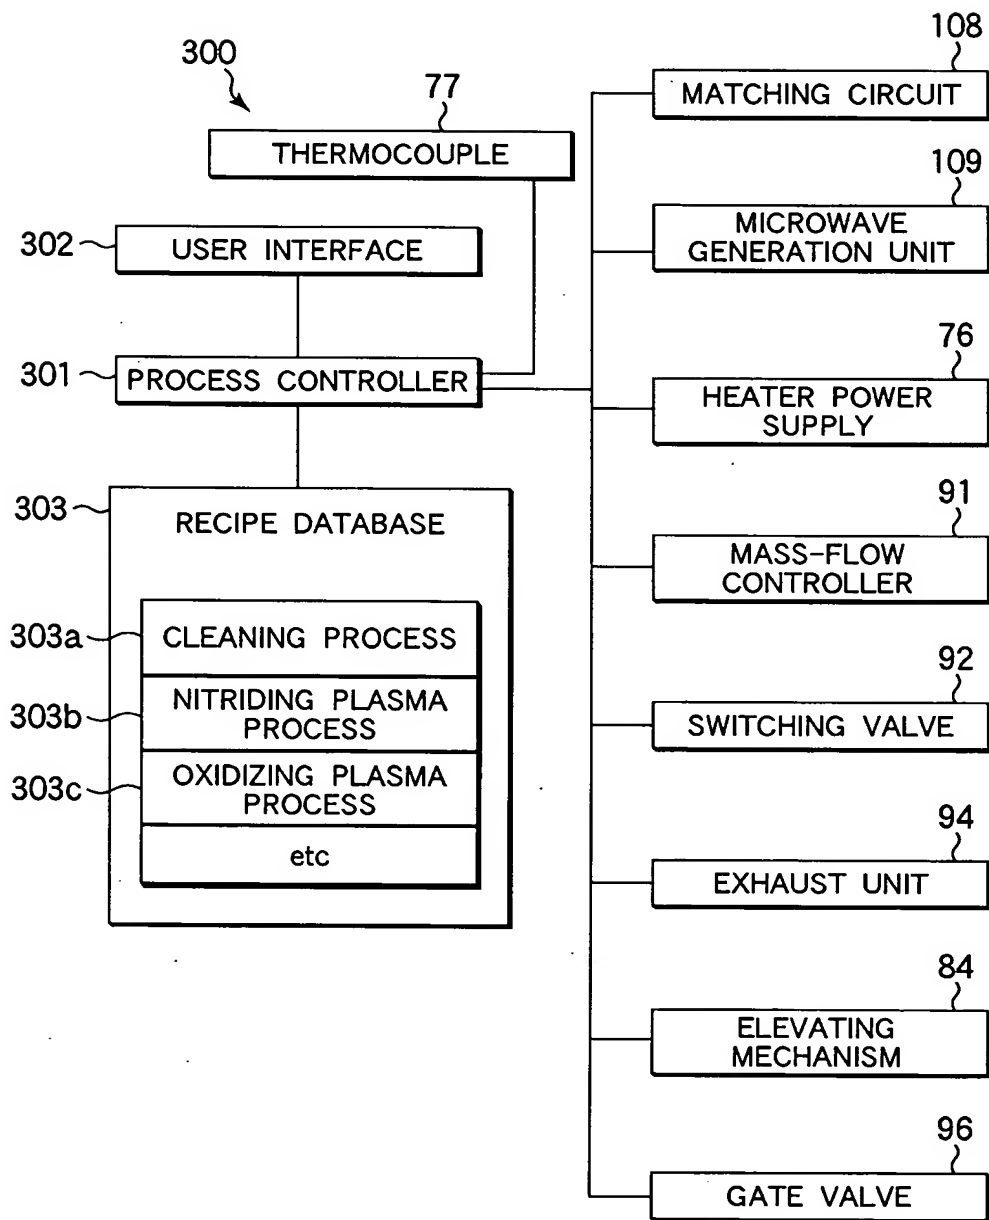 300
77
THERMOCOUPLE
302
USER INTERFACE
301
PROCESS CONTROLLER
303
RECIPE DATABASE
303a
CLEANING PROCESS
303b
NITRIDING PLASMA
PROCESS
303c
OXIDIZING PLASMA
PROCESS
etc
108
MATCHING CIRCUIT
109
MICROWAVE
GENERATION UNIT
76
HEATER POWER
SUPPLY
91
MASS-FLOW
CONTROLLER
92
SWITCHING VALVE
94
EXHAUST UNIT
84
ELEVATING
MECHANISM
96
GATE VALVE